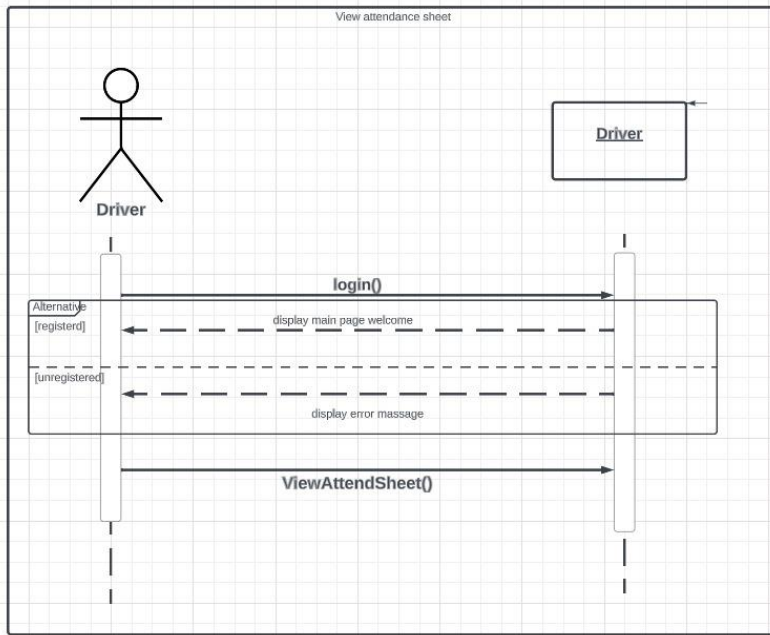 View attendance sheet
Driver
Driver
login()
Alternative
[registerd]
display main page welcome
[unregistered]
display error massage
ViewAttendSheet()